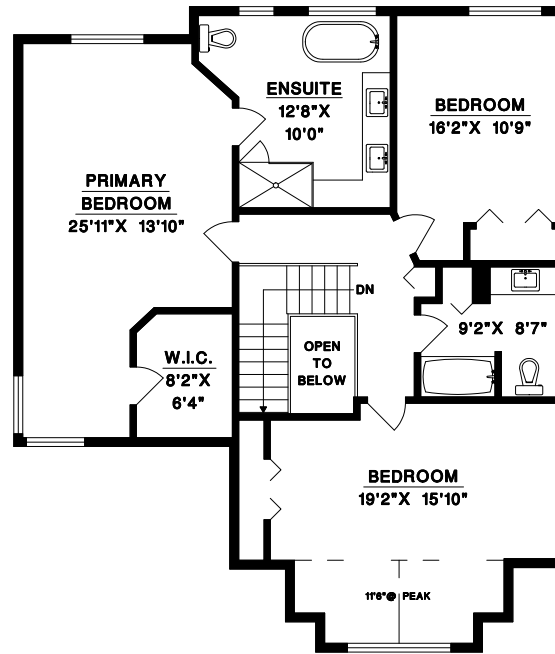 ENSUITE
12'8"X
10'0"
BEDROOM
16'2"X 10'9"
PRIMARY
BEDROOM
25'11"X 13'10"
DN
OPEN
TO
BELOW
9'2"X 8'7"
W.I.C.
8'2"X
6'4"
BEDROOM
19'2"X 15'10"
11'6"@ PEAK